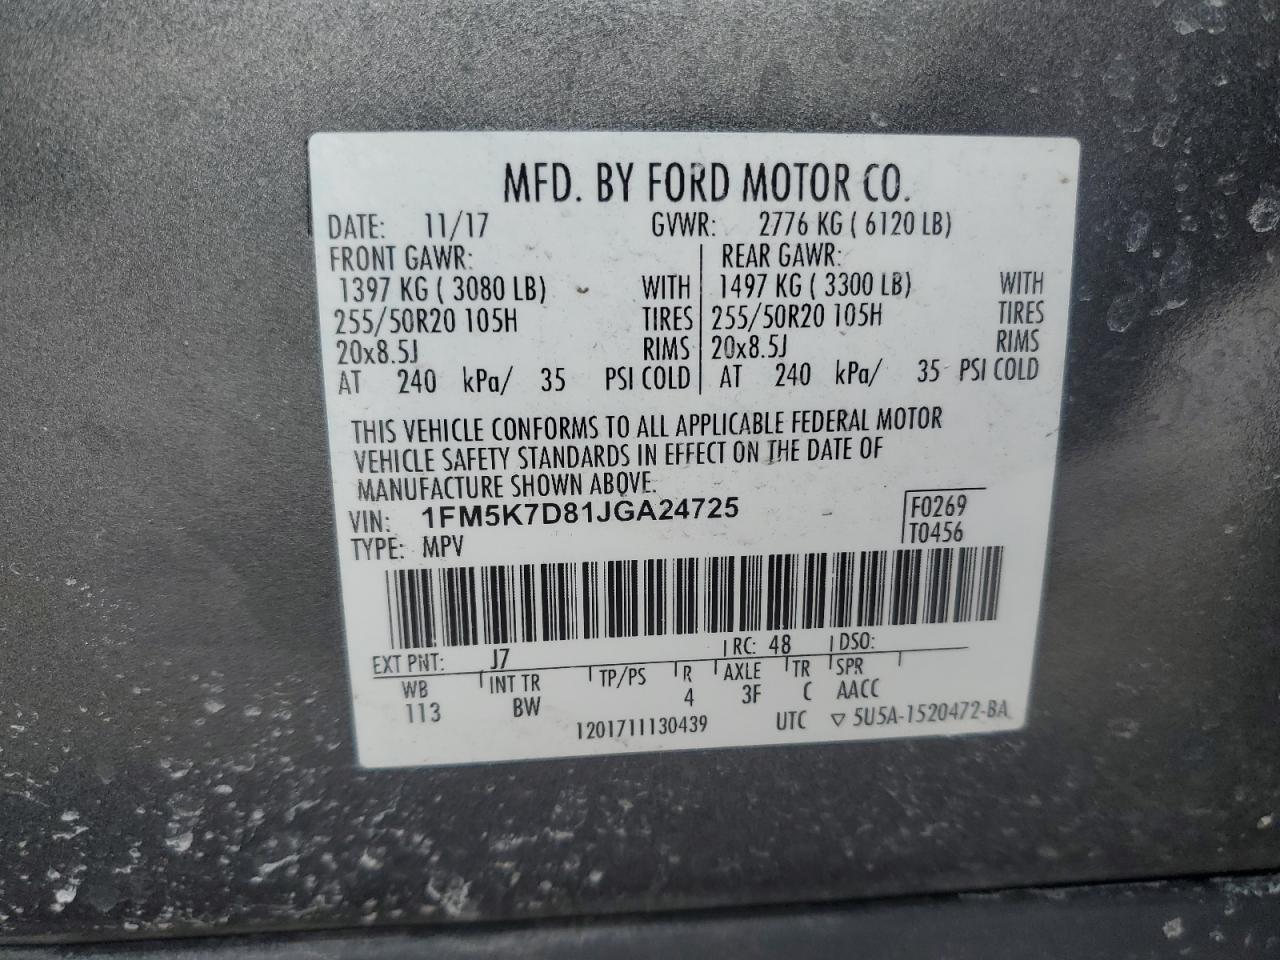 MFD. BY FORD MOTOR CO.
DATE: 11/17 GVWR: 2776 KG ( 6120 LB)
FRONT GAWR: REAR GAWR:
1397 KG ( 3080 LB) WITH 1497 KG ( 3300 LB) WITH
255/50R20 105H TIRES 255/50R20 105H TIRES
20x8.5J RIMS 20x8.5J RIMS
AT 240 kPa/ 35 PSI COLD AT 240 kPa/ 35 PSI COLD
THIS VEHICLE CONFORMS TO ALL APPLICABLE FEDERAL MOTOR
VEHICLE SAFETY STANDARDS IN EFFECT ON THE DATE OF
MANUFACTURE SHOWN ABOVE.
VIN: 1FM5K7D81JGA24725 F0269
TYPE: MPV T0456
EXT PNT: J7 RC: 48 DSO:
WB INT TR TP/PS R AXLE TR SPR
113 BW 4 3F C AACC
1201711130439 UTC ▽ 5U5A-1520472-BA